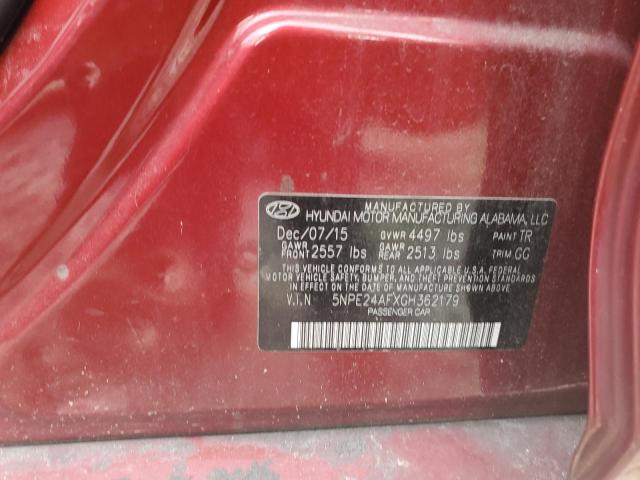 MANUFACTURED BY
HYUNDAI MOTOR MANUFACTURING ALABAMA, LLC
Dec/07/15 GVWR 4497 lbs PAINT TR
GAWR FRONT 2557 lbs GAWR REAR 2513 lbs TRIM GG
THIS VEHICLE CONFORMS TO ALL APPLICABLE U.S.A. FEDERAL
MOTOR VEHICLE SAFETY, BUMPER, AND THEFT PREVENTION STANDARDS
IN EFFECT ON THE DATE OF MANUFACTURE SHOWN ABOVE.
V.I.N 5NPE24AFXGH362179
PASSENGER CAR